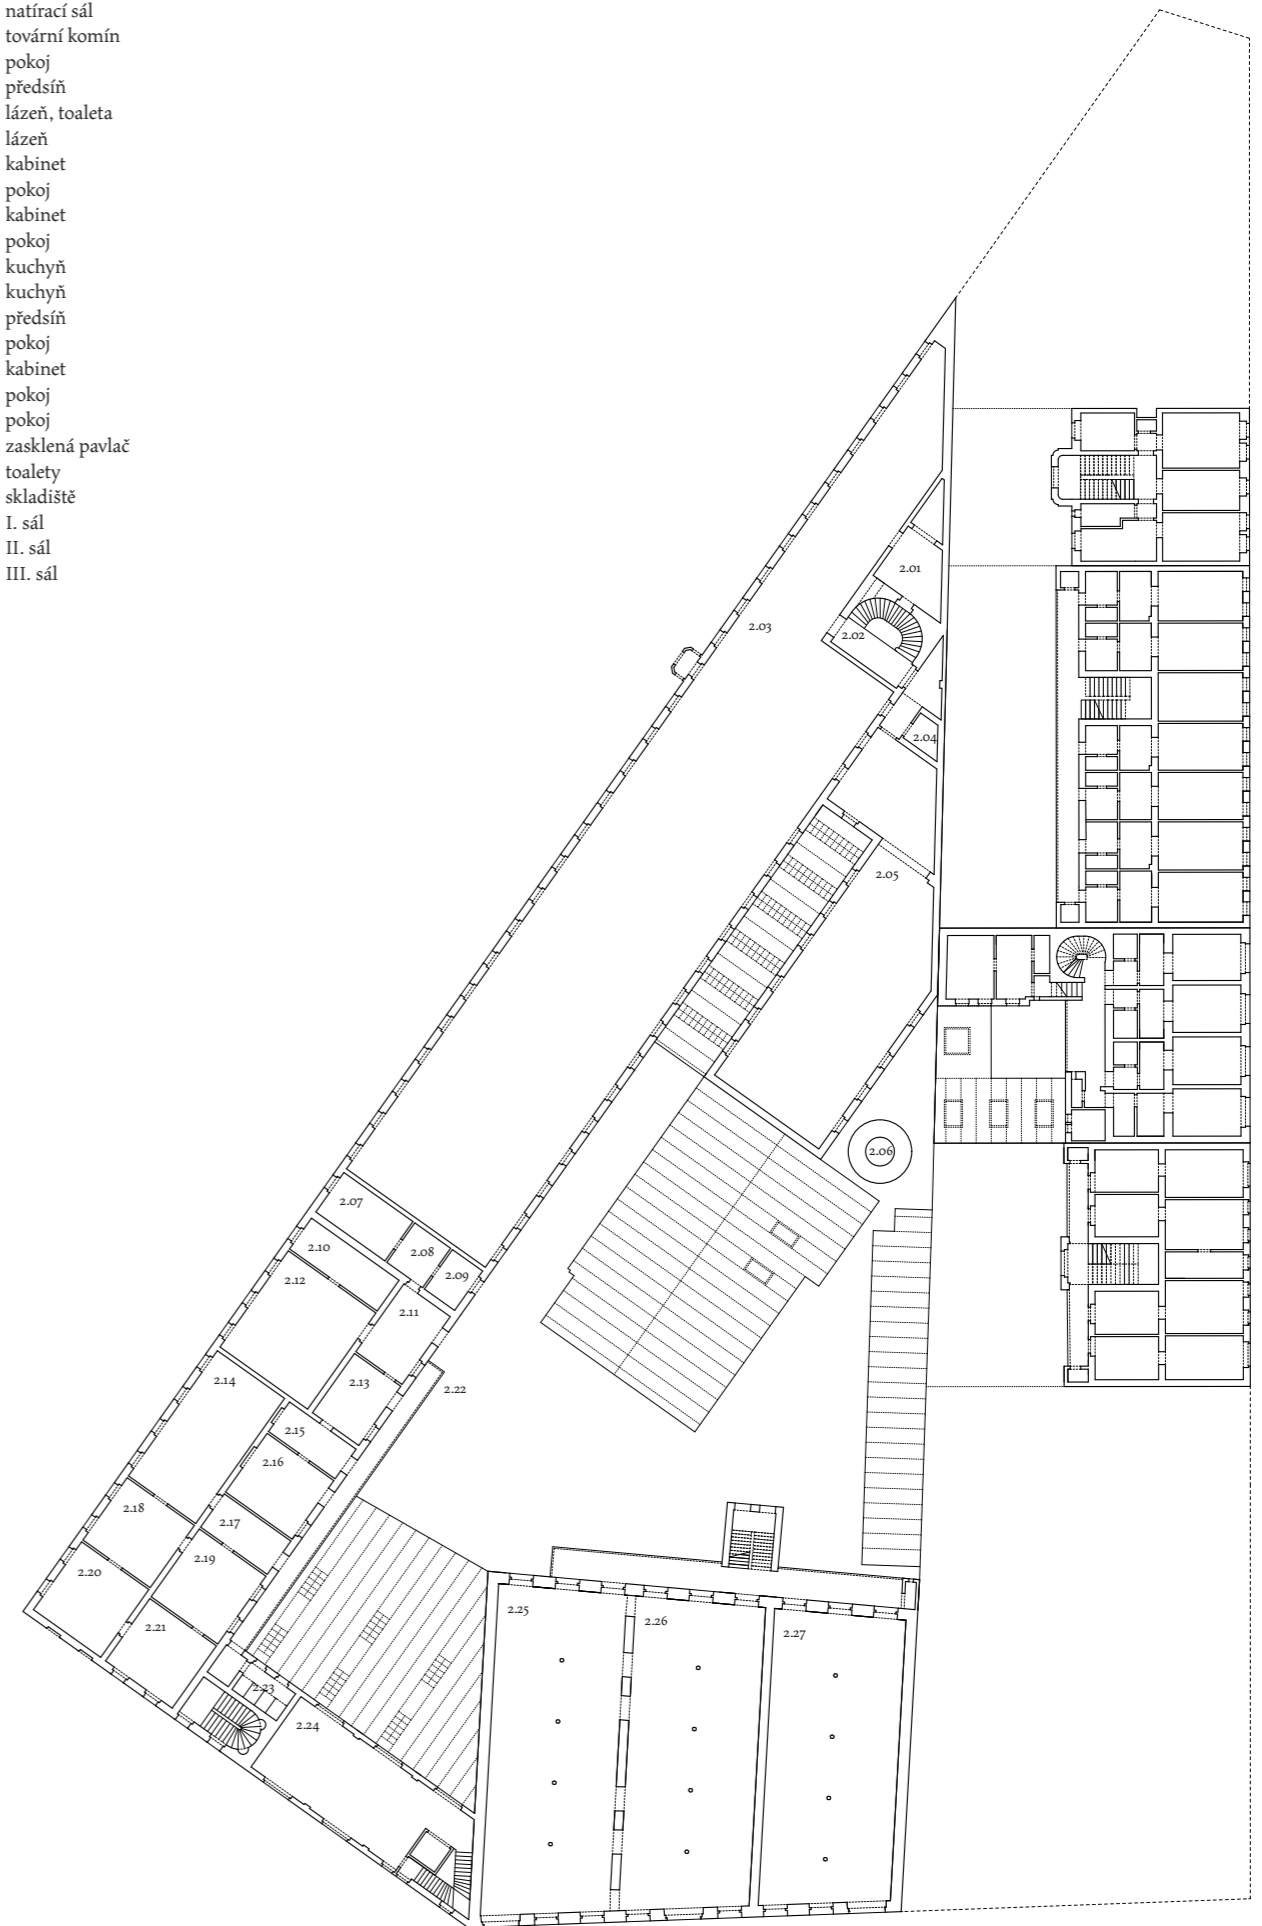 natírací sál
tovární komín
pokoj
předsíň
lázeň, toaleta
lázeň
kabinet
pokoj
kabinet
pokoj
kuchyň
kuchyň
předsíň
pokoj
kabinet
pokoj
pokoj
zasklená pavlač
toalety
skladiště
I. sál
II. sál
III. sál
2.01
2.03
2.02
2.04
2.05
2.06
2.07
2.08
2.10
2.09
2.12
2.11
2.14
2.13
2.22
2.15
2.16
2.18
2.17
2.19
2.20
2.25
2.26
2.21
2.27
2.23
2.24